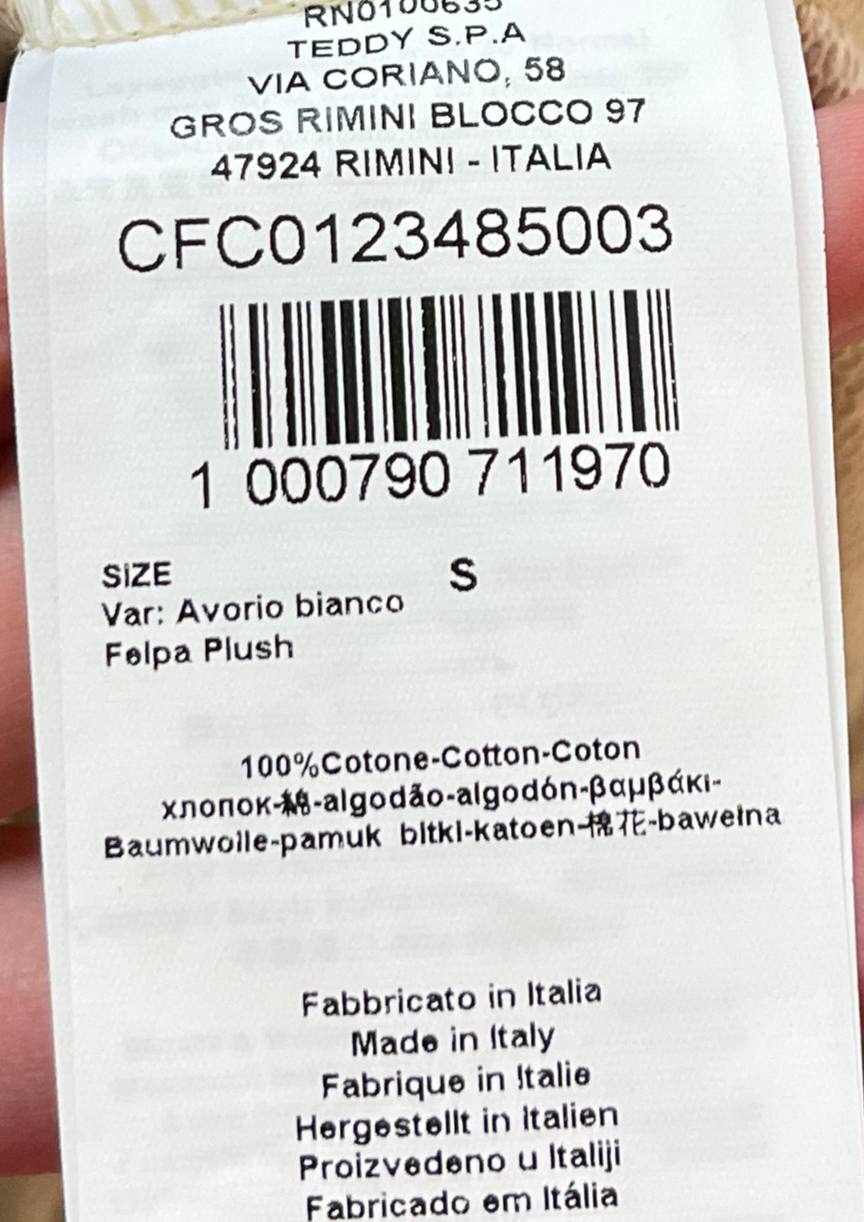 RN0100635
TEDDY S.P.A
VIA CORIANO, 58
GROS RIMINI BLOCCO 97
47924 RIMINI - ITALIA
CFC0123485003
1 000790 711970
SIZE S
Var: Avorio bianco
Felpa Plush
100%Cotone-Cotton-Coton
хлопок-綿-algodão-algodón-βαμβάκι-
Baumwolle-pamuk bitki-katoen-棉花-bawełna
Fabbricato in Italia
Made in Italy
Fabrique in Italie
Hergestellt in Italien
Proizvedeno u Italiji
Fabricado em Itália